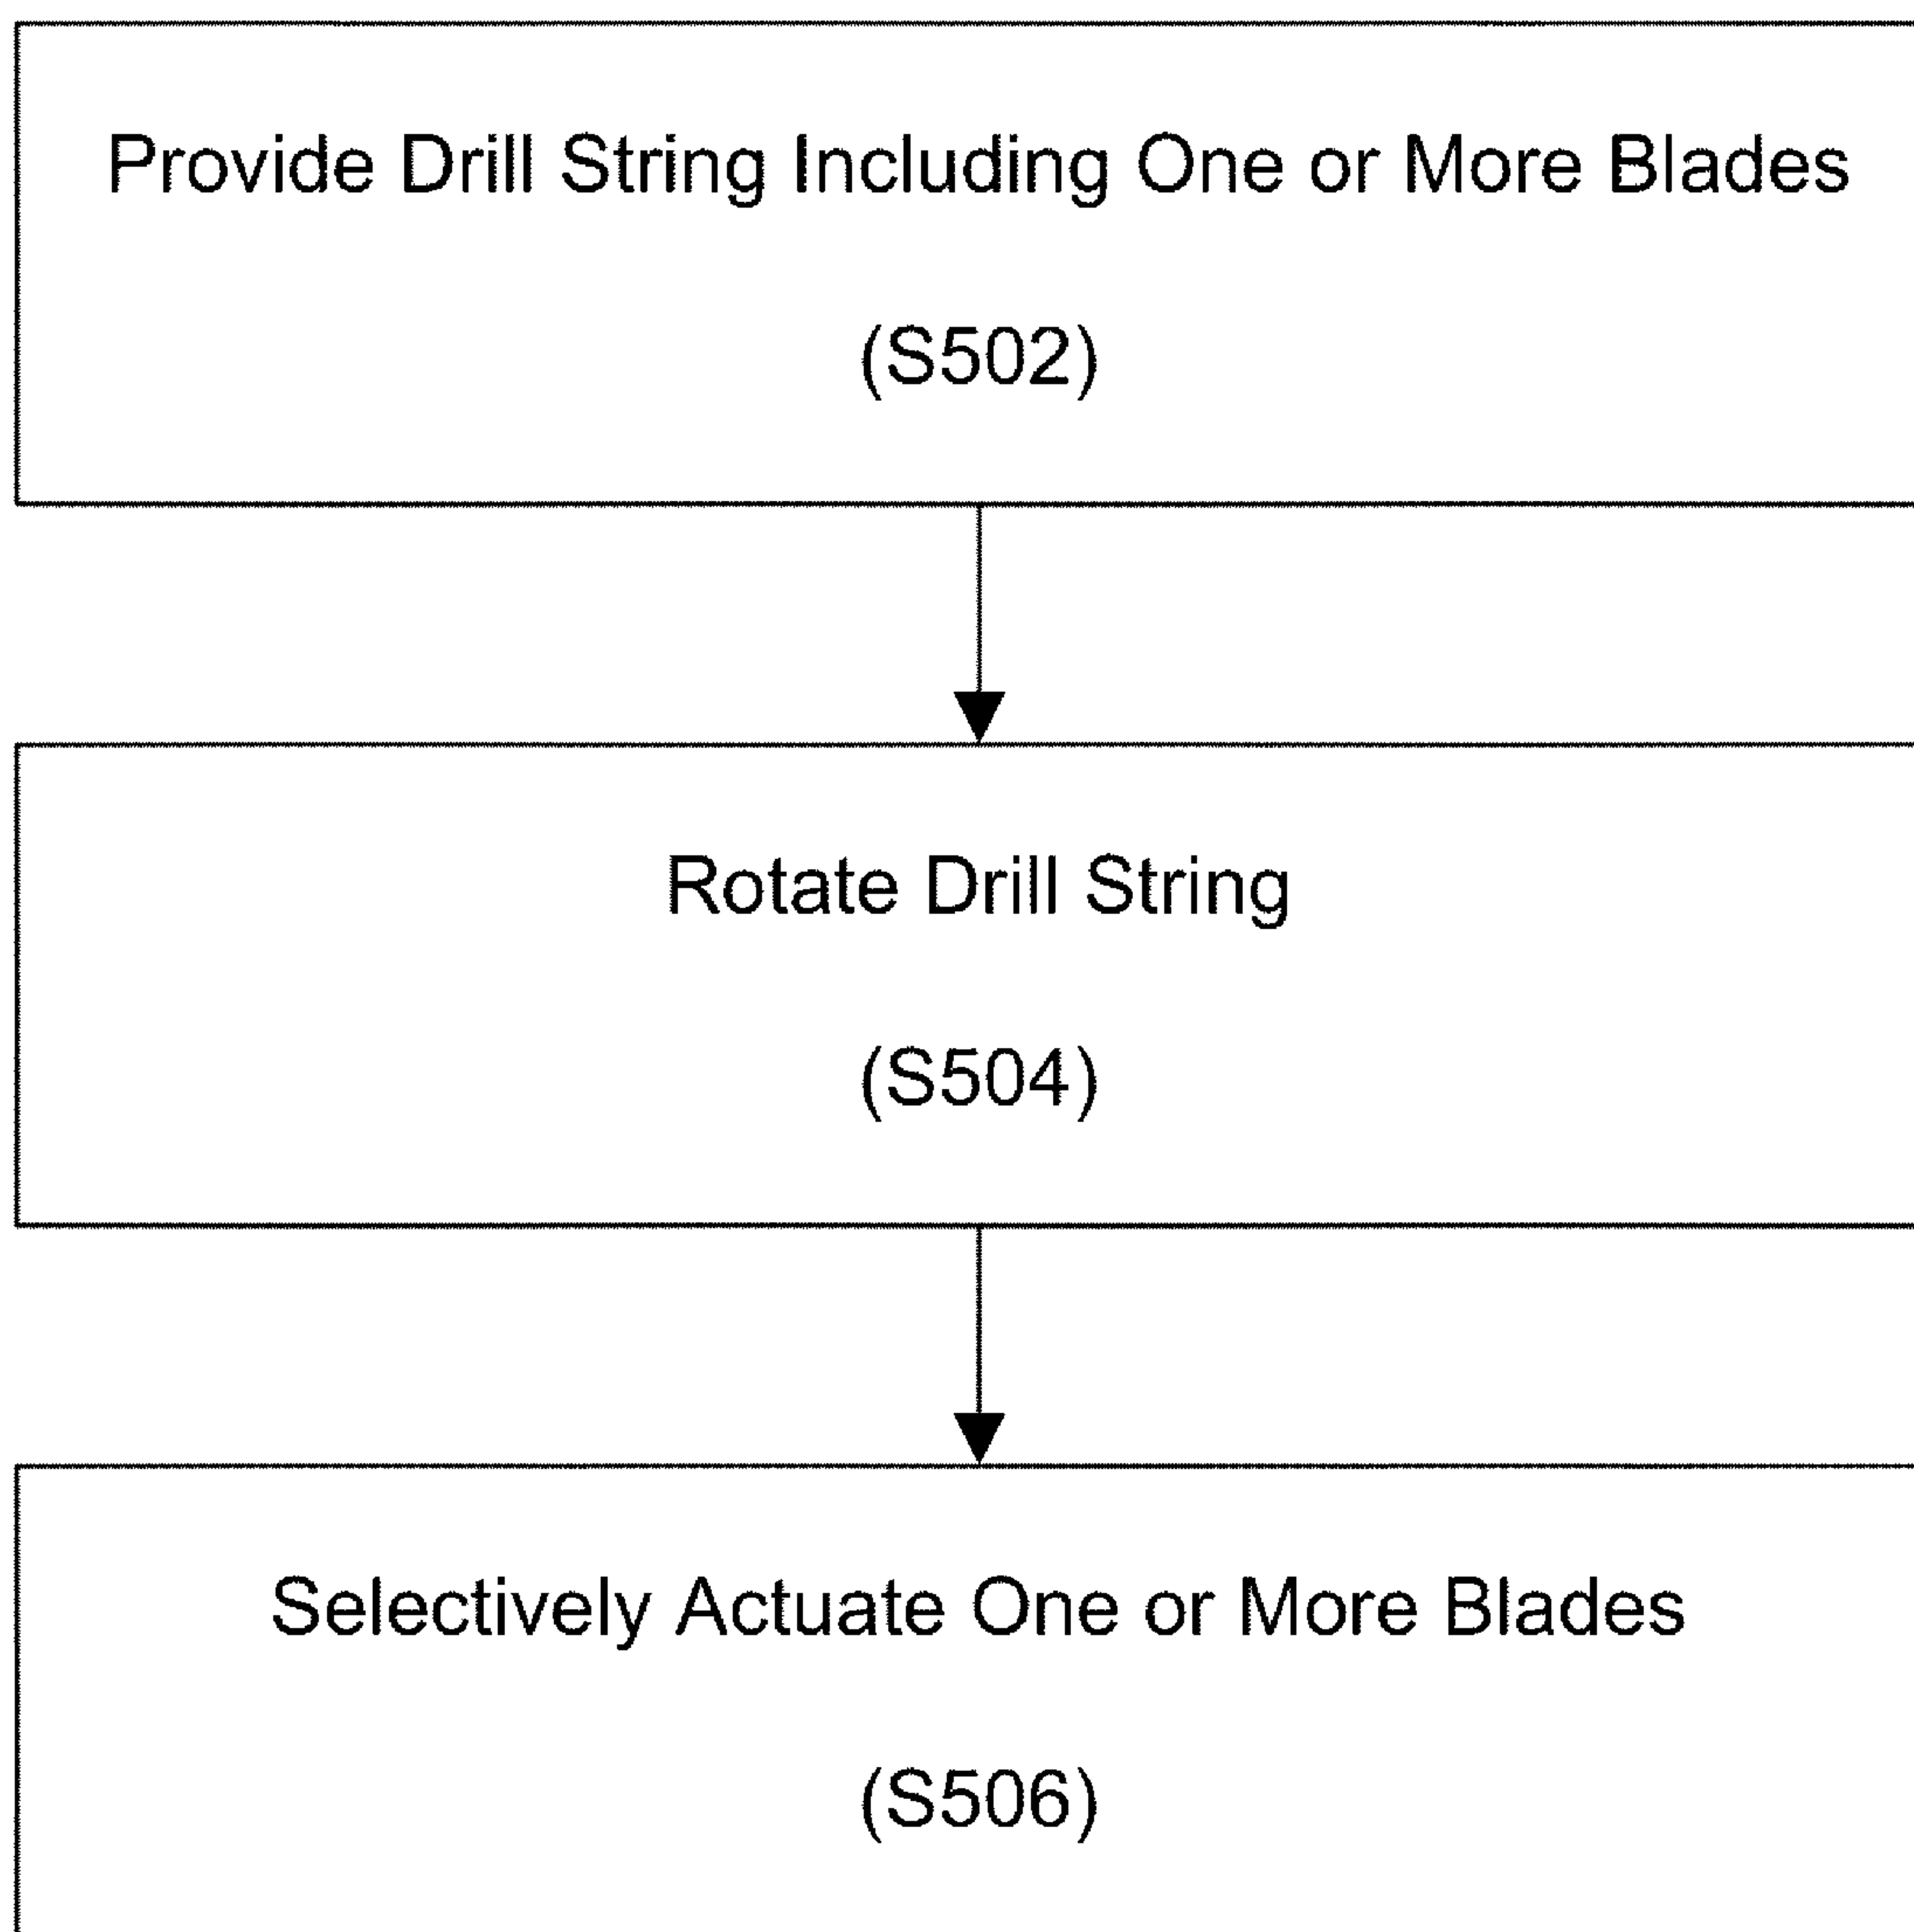 Provide Drill String Including One or More Blades
(S502)
Rotate Drill String
(S504)
Selectively Actuate One or More Blades
(S506)